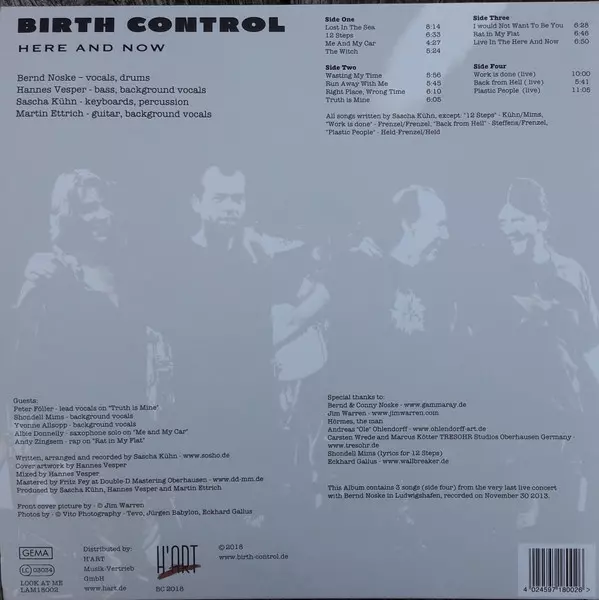 BIRTH CONTROL
HERE AND NOW
Bernd Noske – vocals, drums
Hannes Vesper - bass, background vocals
Sascha Kühn - keyboards, percussion
Martin Ettrich - guitar, background vocals
Side One
Lost In The Sea 8:14
12 Steps 6:33
Me And My Car 4:27
The Witch 5:24
Side Two
Wasting My Time 5:56
Run Away With Me 5:45
Right Place, Wrong Time 6:10
Truth is Mine 6:05
Side Three
I would Not Want To Be You 6:28
Rat in My Flat 6:46
Live In The Here And Now 6:50
Side Four
Work is done (live) 10:00
Back from Hell ( live) 5:41
Plastic People ( live) 11:05
All songs written by Sascha Kühn, except: "12 Steps" - Kühn/Mims,
"Work is done" - Frenzel/Frenzel, "Back from Hell" - Steffens/Frenzel,
"Plastic People" - Held-Frenzel/Held
Guests:
Peter Föller - lead vocals on "Truth is Mine"
Shondell Mims - background vocals
Yvonne Allsopp - background vocals
Albie Donnelly - saxophone solo on "Me and My Car"
Andy Zingsem - rap on "Rat in My Flat"
Written, arranged and recorded by Sascha Kühn - www.sosho.de
Cover artwork by Hannes Vesper
Mixed by Hannes Vesper
Mastered by Fritz Fey at Double-D Mastering Oberhausen - www.dd-mm.de
Produced by Sascha Kühn, Hannes Vesper and Martin Ettrich
Front cover picture by - © Jim Warren
Photos by - © Vito Photography - Tevo, Jürgen Babylon, Eckhard Gallus
Special thanks to:
Bernd & Conny Noske - www.gammaray.de
Jim Warren - www.jimwarren.com
Hörmes, the man
Andreas "Ole" Ohlendorff - www.ohlendorff-art.de
Carsten Wrede and Marcus Kötter TRESOHR Studios Oberhausen Germany
- www.tresohr.de
Shondell Mims (lyrics for 12 Steps)
Eckhard Gallus - www.wallbreaker.de
This Album contains 3 songs (side four) from the very last live concert
with Bernd Noske in Ludwigshafen, recorded on November 30 2013.
GEMA
LC 03034
LOOK AT ME
LAM18002
Distributed by:
H'ART
Musik-Vertrieb
GmbH
www.hart.de
H'ART
© 2018
www.birth-control.de
BC 2018
4 024597 180026 >